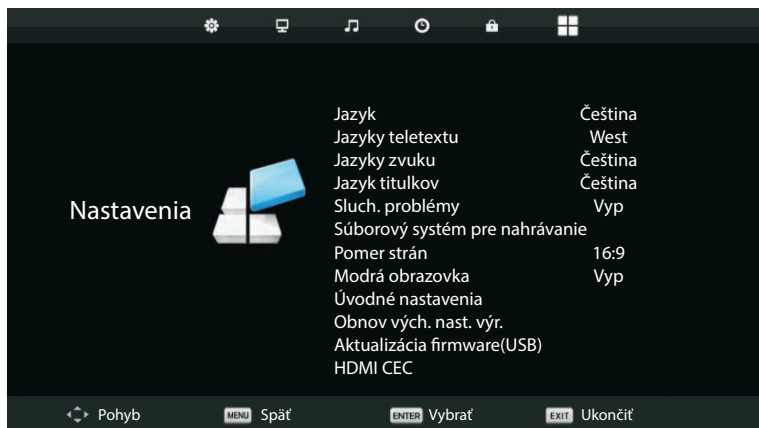 Jazyk Čeština
Jazyky teletextu West
Jazyky zvuku Čeština
Jazyk titulkov Čeština
Nastavenia
Sluch. problémy Vyp
Súborový systém pre nahrávanie
Pomer strán 16:9
Modrá obrazovka Vyp
Úvodné nastavenia
Obnov vých. nast. výr.
Aktualizácia firmware(USB)
HDMI CEC
Pohyb MENU Späť ENTER Vybrať EXIT Ukončiť